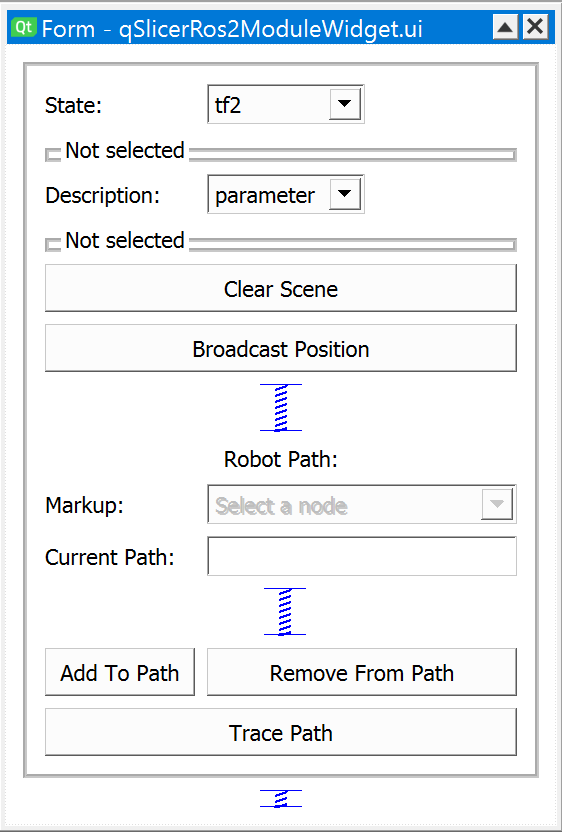 Qt Form - qSlicerRos2ModuleWidget.ui
State: tf2
Not selected
Description: parameter
Not selected
Clear Scene
Broadcast Position
Robot Path:
Markup: Select a node
Current Path:
Add To Path Remove From Path
Trace Path